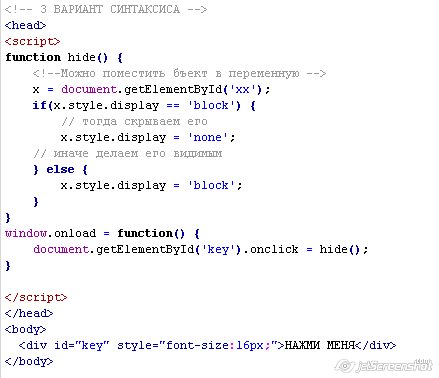 <!-- 3 ВАРИАНТ СИНТАКСИСА -->
<head>
<script>
function hide() {
    <!--Можно поместить бъект в переменную -->
    x = document.getElementById('xx');
    if(x.style.display == 'block') {
        // тогда скрываем его
        x.style.display = 'none';
    // иначе делаем его видимым
    } else {
        x.style.display = 'block';
    }
}
window.onload = function() {
    document.getElementById('key').onclick = hide();
}

</script>
</head>
<body>
  <div id="key" style="font-size:16px;">НАЖМИ МЕНЯ</div>
</body>
jetScreenshot